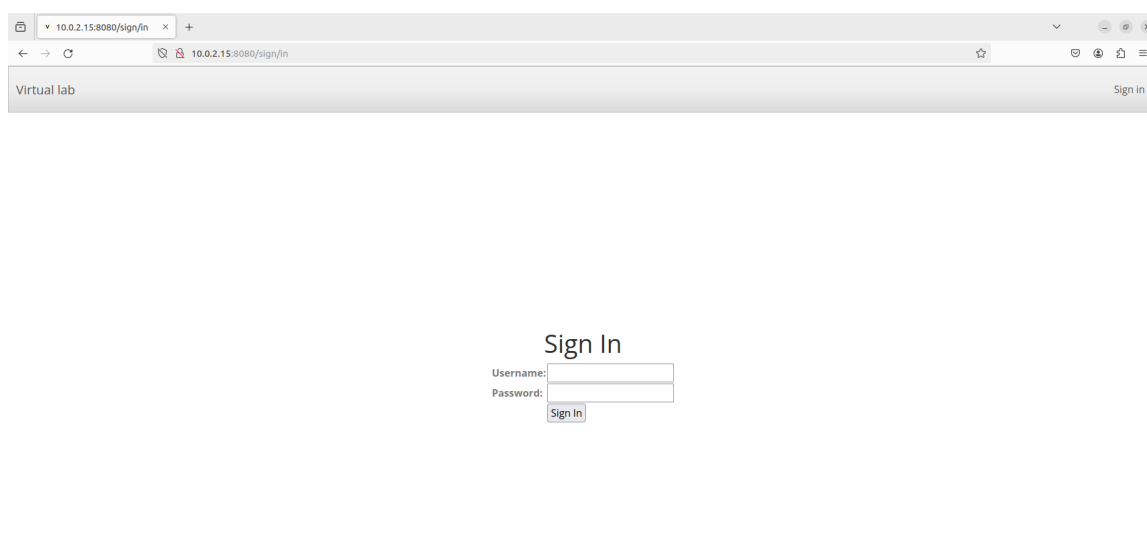 10.0.2.15:8080/sign/in
10.0.2.15:8080/sign/in
Virtual lab
Sign in
Sign In
Username:
Password:
Sign In